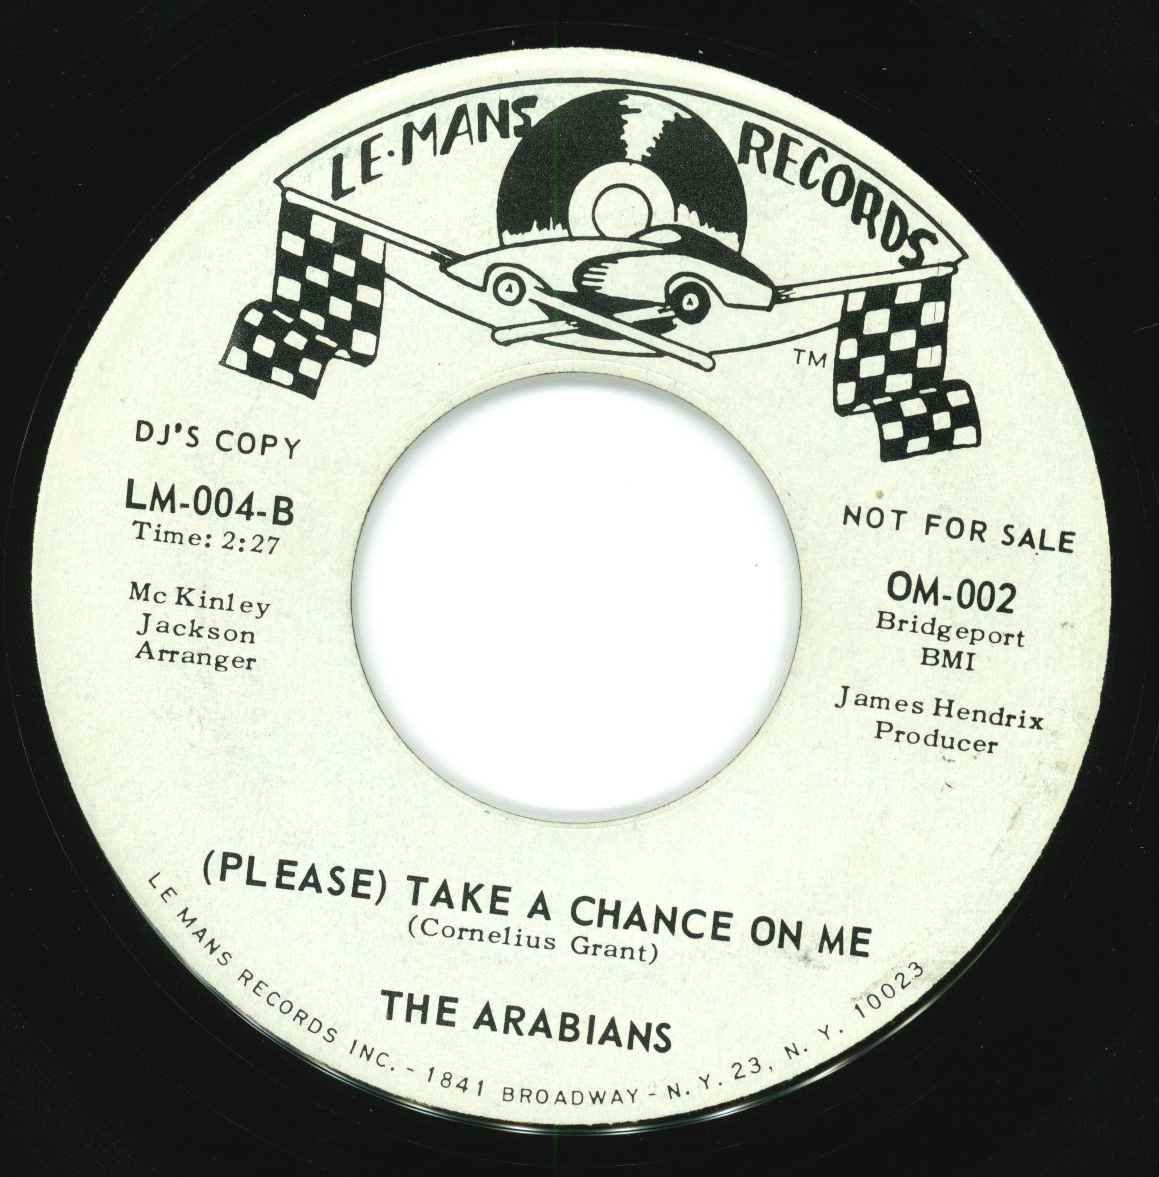 LE·MANS RECORDS
TM
DJ'S COPY
LM-004-B
Time: 2:27
Mc Kinley
Jackson
Arranger
NOT FOR SALE
OM-002
Bridgeport
BMI
James Hendrix
Producer
(PLEASE) TAKE A CHANCE ON ME
(Cornelius Grant)
THE ARABIANS
LE MANS RECORDS INC. - 1841 BROADWAY - N. Y. 23, N. Y. 10023